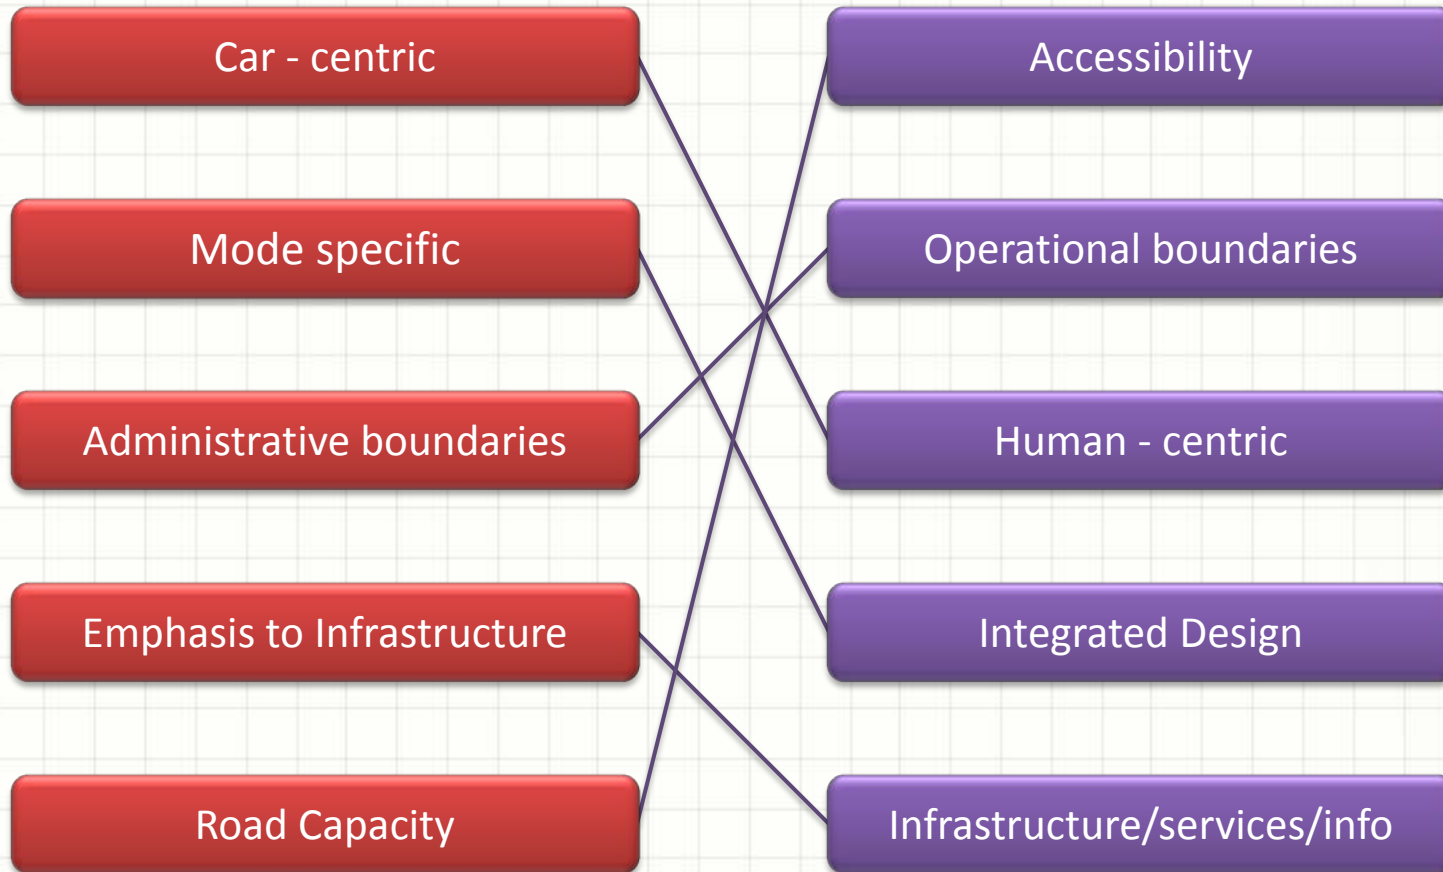 Car - centric
Accessibility
Mode specific
Operational boundaries
Administrative boundaries
Human - centric
Emphasis to Infrastructure
Integrated Design
Road Capacity
Infrastructure/services/info